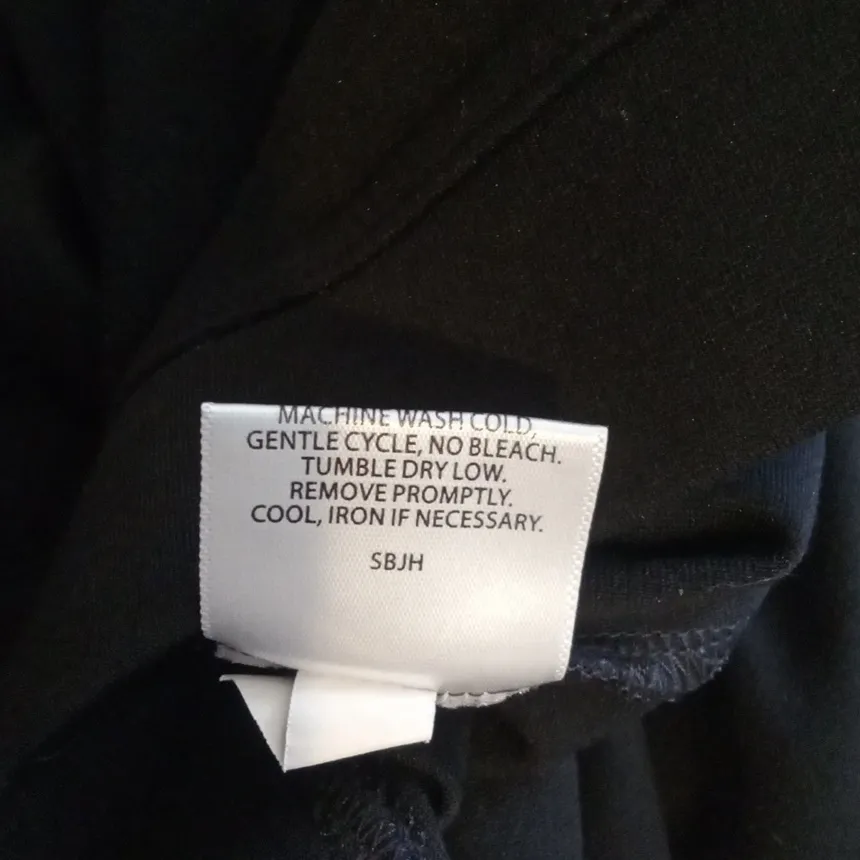 MACHINE WASH COLD,
GENTLE CYCLE, NO BLEACH.
TUMBLE DRY LOW.
REMOVE PROMPTLY.
COOL, IRON IF NECESSARY.
SBJH